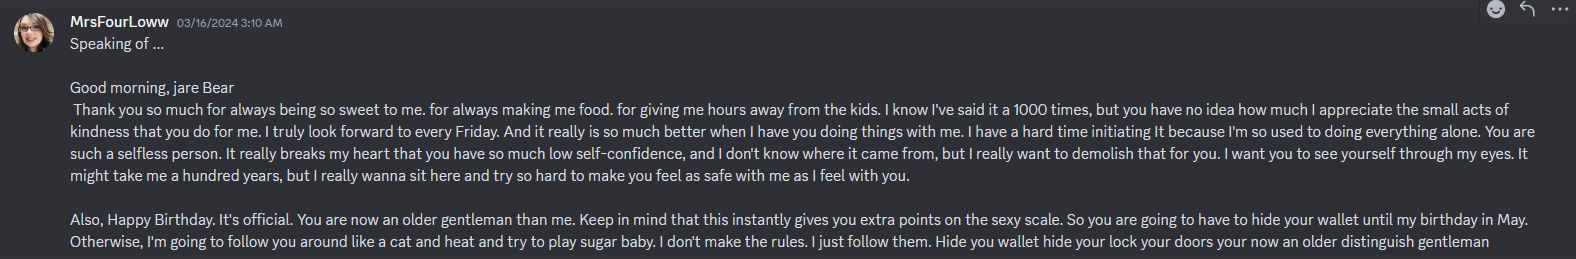 MrsFourLoww 03/16/2024 3:10 AM
Speaking of ...
Good morning, jare Bear
Thank you so much for always being so sweet to me. for always making me food. for giving me hours away from the kids. I know I've said it a 1000 times, but you have no idea how much I appreciate the small acts of
kindness that you do for me. I truly look forward to every Friday. And it really is so much better when I have you doing things with me. I have a hard time initiating It because I'm so used to doing everything alone. You are
such a selfless person. It really breaks my heart that you have so much low self-confidence, and I don't know where it came from, but I really want to demolish that for you. I want you to see yourself through my eyes. It
might take me a hundred years, but I really wanna sit here and try so hard to make you feel as safe with me as I feel with you.
Also, Happy Birthday. It's official. You are now an older gentleman than me. Keep in mind that this instantly gives you extra points on the sexy scale. So you are going to have to hide your wallet until my birthday in May.
Otherwise, I'm going to follow you around like a cat and heat and try to play sugar baby. I don't make the rules. I just follow them. Hide you wallet hide your lock your doors your now an older distinguish gentleman